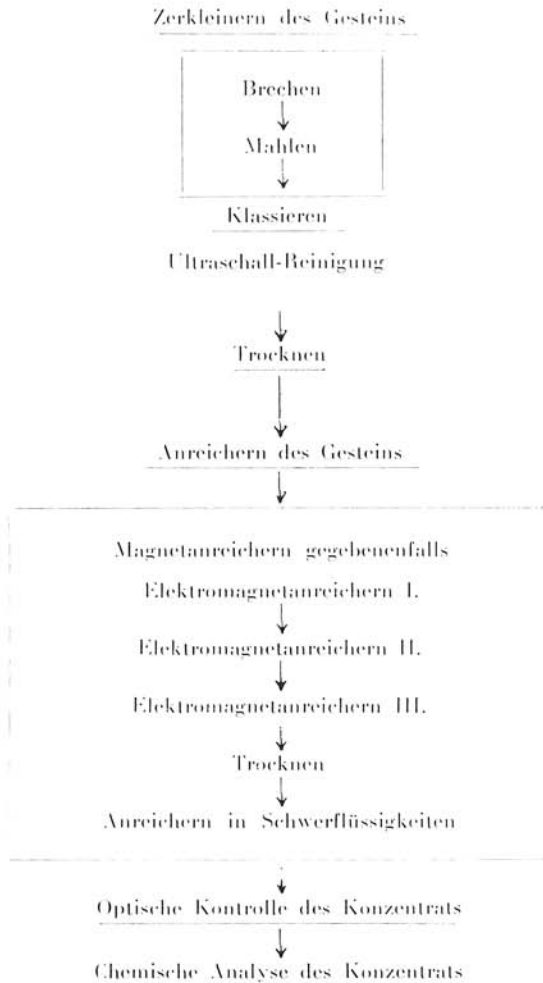 Zerkleinern des Gesteins
Brechen
Mahlen
Klassieren
Ultraschall-Reinigung
Trocknen
Anreichern des Gesteins
Magnetanreichern gegebenenfalls
Elektromagnetanreichern I.
Elektromagnetanreichern II.
Elektromagnetanreichern III.
Trocknen
Anreichern in Schwerflüssigkeiten
Optische Kontrolle des Konzentrats
Chemische Analyse des Konzentrats